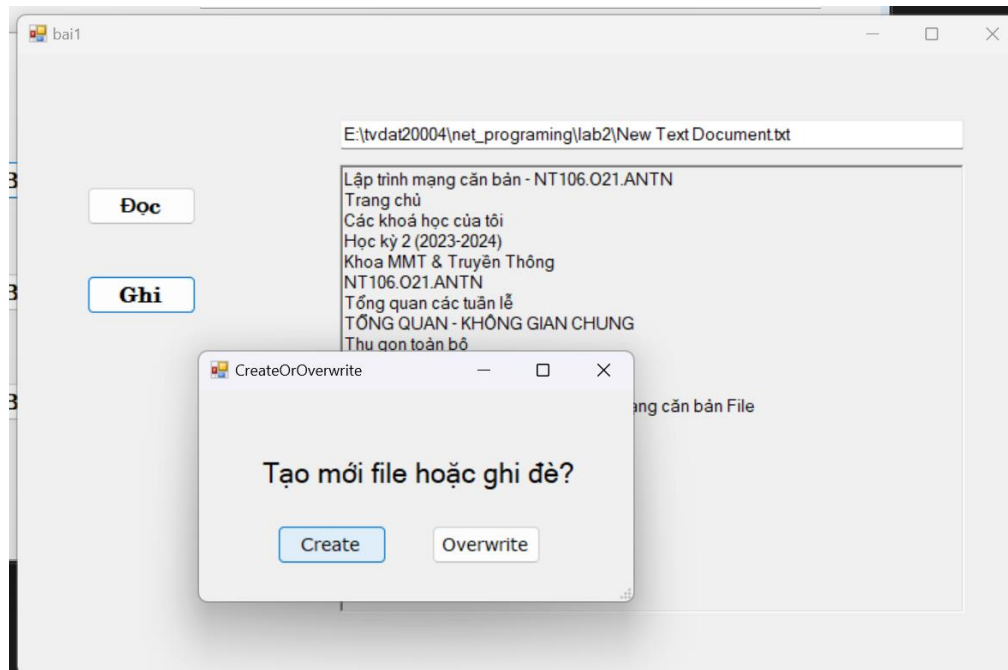 bai1
E:\tvdat20004\net_programing\lab2\New Text Document.txt
Đọc
Ghi
Lập trình mạng căn bản - NT106.O21.ANTN
Trang chủ
Các khoá học của tôi
Học kỳ 2 (2023-2024)
Khoa MMT & Truyền Thông
NT106.O21.ANTN
Tổng quan các tuần lễ
TỔNG QUAN - KHÔNG GIAN CHUNG
Thu gọn toàn bộ
căn bản File
CreateOrOverwrite
Tạo mới file hoặc ghi đè?
Create
Overwrite